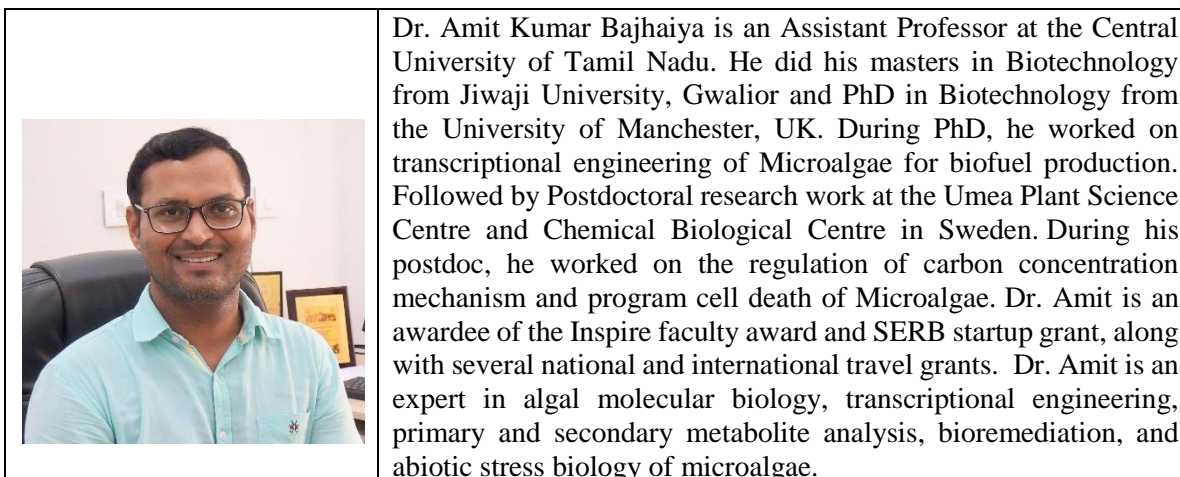 Dr. Amit Kumar Bajhaiya is an Assistant Professor at the Central
University of Tamil Nadu. He did his masters in Biotechnology
from Jiwaji University, Gwalior and PhD in Biotechnology from
the University of Manchester, UK. During PhD, he worked on
transcriptional engineering of Microalgae for biofuel production.
Followed by Postdoctoral research work at the Umea Plant Science
Centre and Chemical Biological Centre in Sweden. During his
postdoc, he worked on the regulation of carbon concentration
mechanism and program cell death of Microalgae. Dr. Amit is an
awardee of the Inspire faculty award and SERB startup grant, along
with several national and international travel grants. Dr. Amit is an
expert in algal molecular biology, transcriptional engineering,
primary and secondary metabolite analysis, bioremediation, and
abiotic stress biology of microalgae.